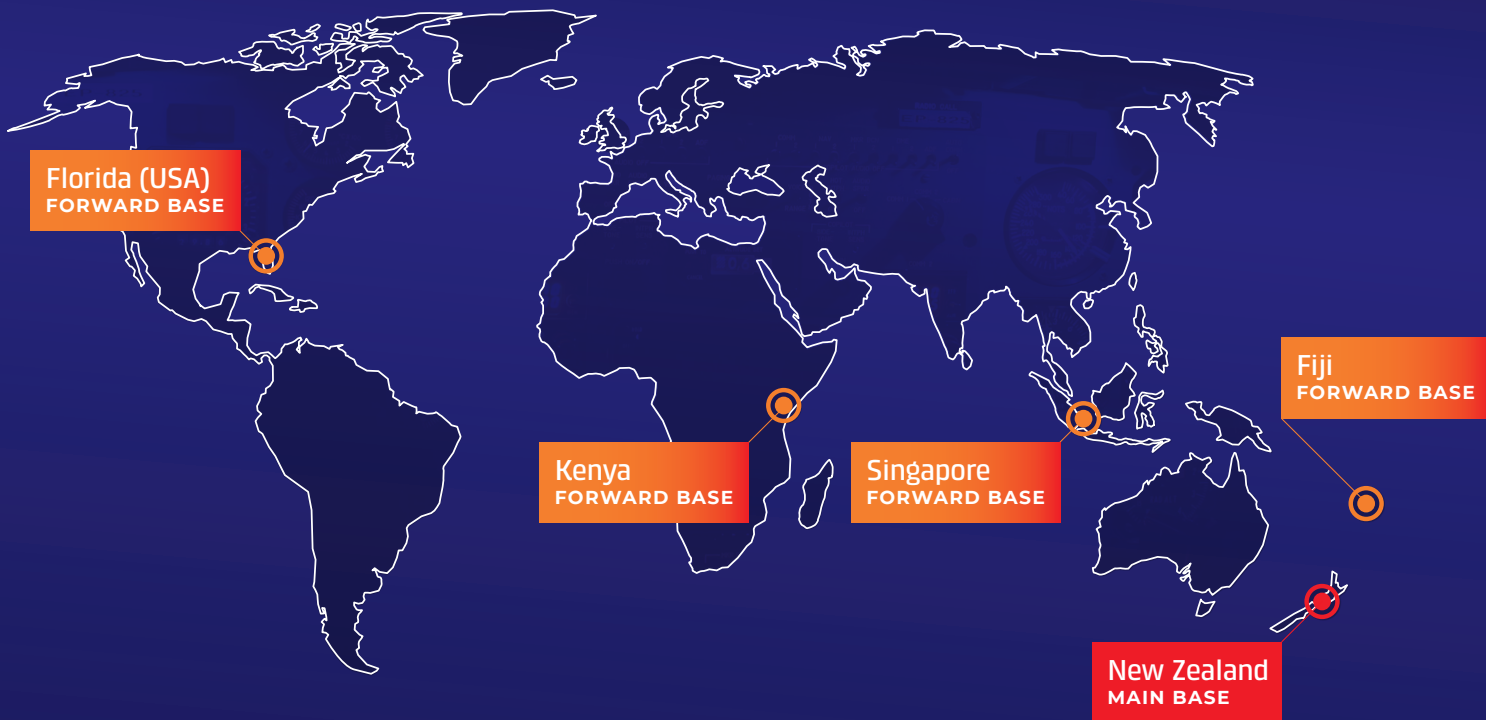 Florida (USA)
FORWARD BASE
Fiji
FORWARD BASE
Kenya
FORWARD BASE
Singapore
FORWARD BASE
New Zealand
MAIN BASE